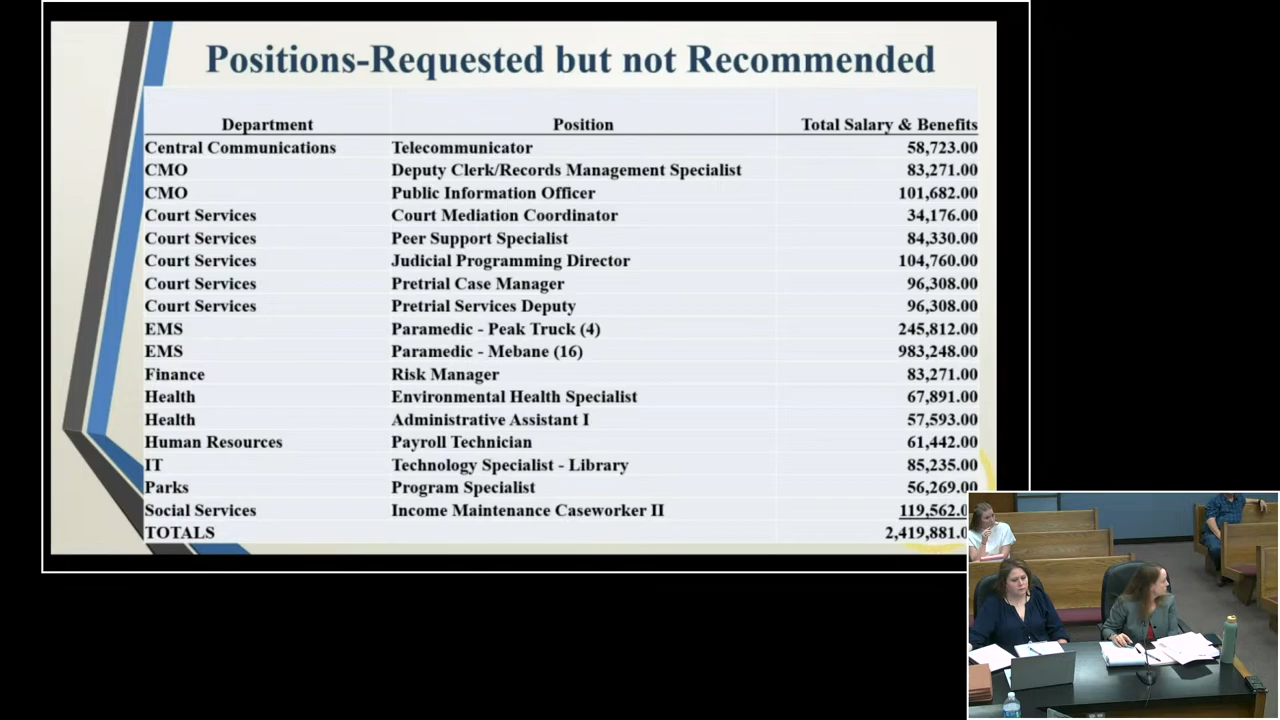 Positions-Requested but not Recommended
Department Position Total Salary & Benefits
Central Communications Telecommunicator 58,723.00
CMO Deputy Clerk/Records Management Specialist 83,271.00
CMO Public Information Officer 101,682.00
Court Services Court Mediation Coordinator 34,176.00
Court Services Peer Support Specialist 84,330.00
Court Services Judicial Programming Director 104,760.00
Court Services Pretrial Case Manager 96,308.00
Court Services Pretrial Services Deputy 96,308.00
EMS Paramedic - Peak Truck (4) 245,812.00
EMS Paramedic - Mebane (16) 983,248.00
Finance Risk Manager 83,271.00
Health Environmental Health Specialist 67,891.00
Health Administrative Assistant I 57,593.00
Human Resources Payroll Technician 61,442.00
IT Technology Specialist - Library 85,235.00
Parks Program Specialist 56,269.00
Social Services Income Maintenance Caseworker II 119,562.0
TOTALS 2,419,881.0